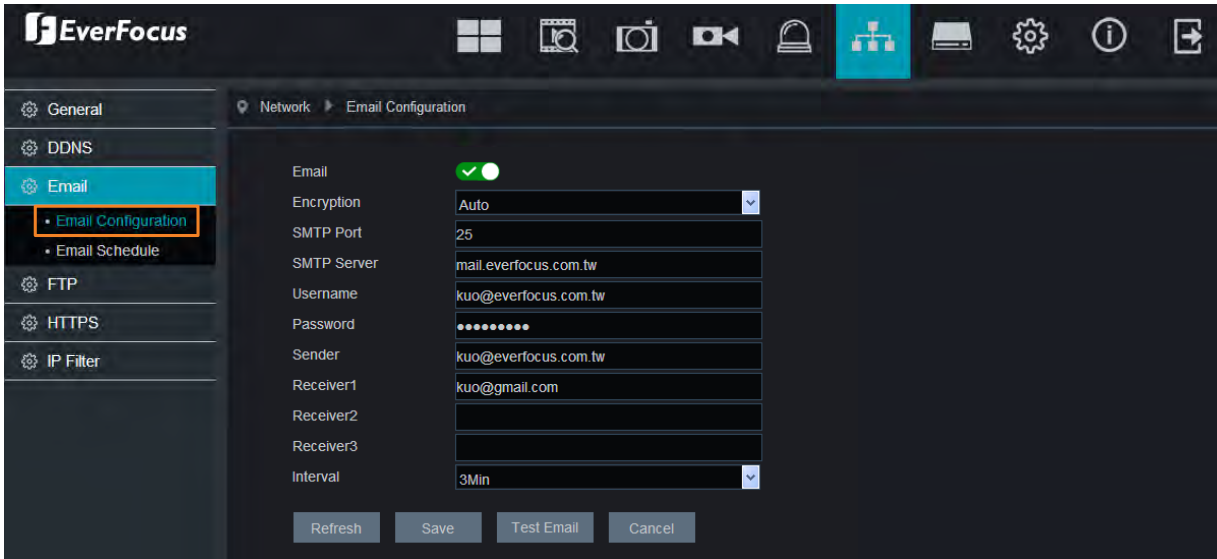 EverFocus
General
DDNS
Email
Email Configuration
Email Schedule
FTP
HTTPS
IP Filter
Network Email Configuration
Email
Encryption Auto
SMTP Port 25
SMTP Server mail.everfocus.com.tw
Username kuo@everfocus.com.tw
Password •••••••••
Sender kuo@everfocus.com.tw
Receiver1 kuo@gmail.com
Receiver2
Receiver3
Interval 3Min
Refresh Save Test Email Cancel